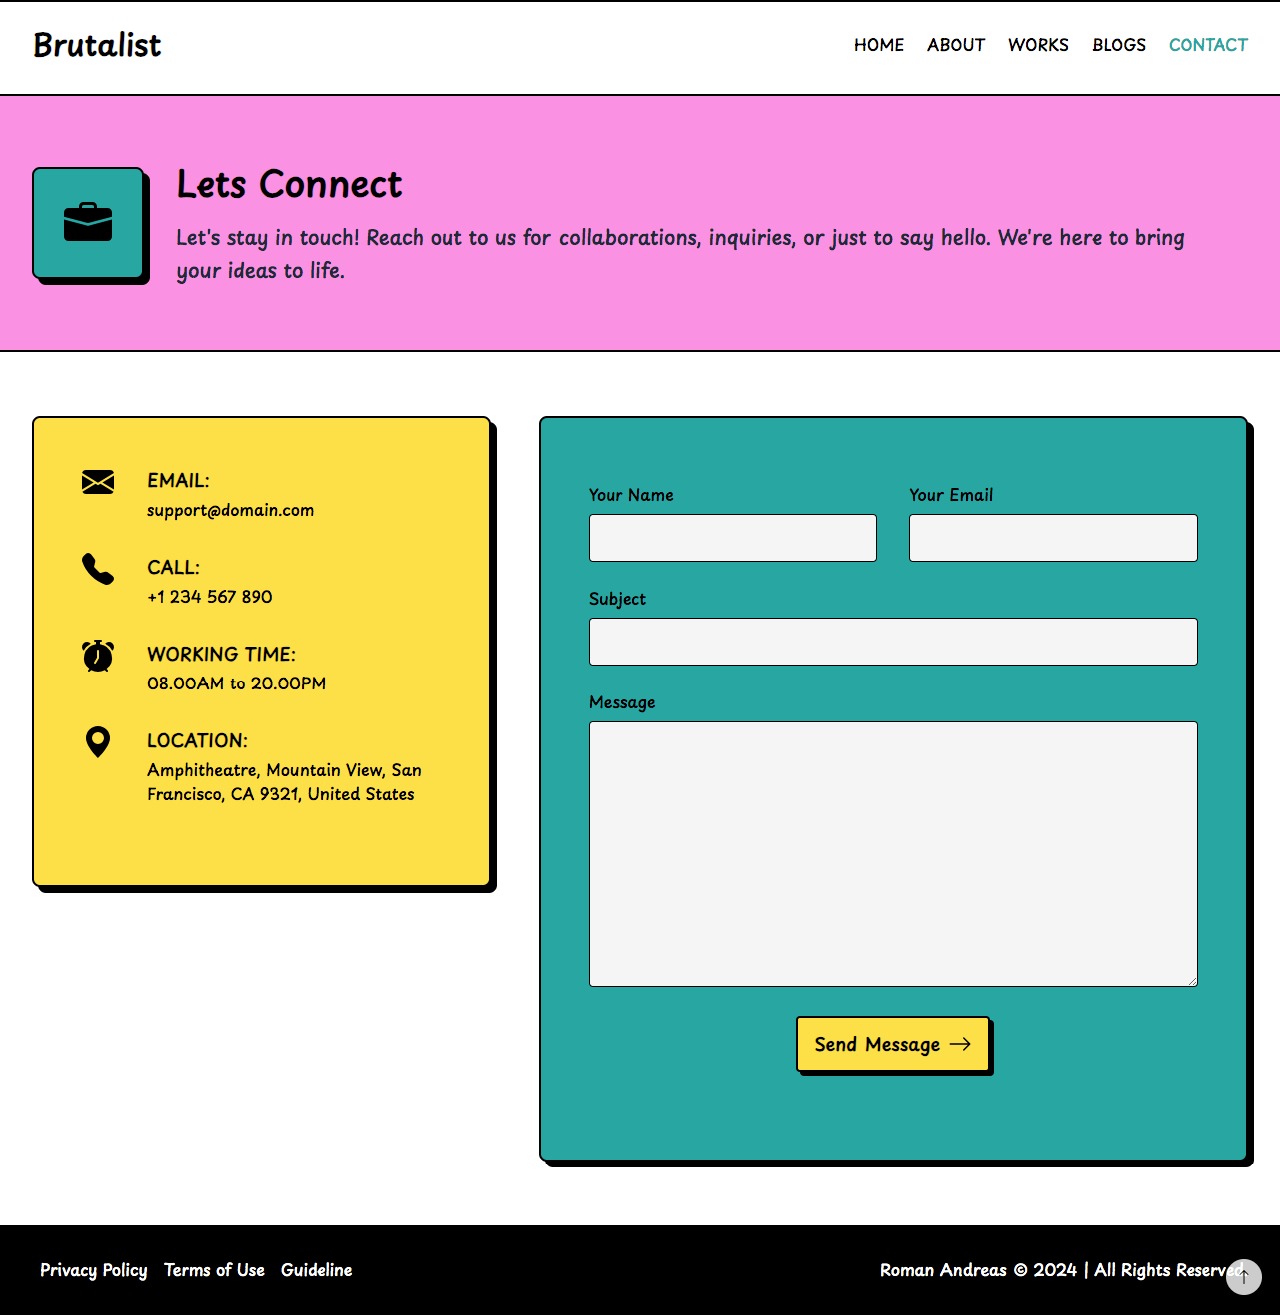 Brutalist
HOME ABOUT WORKS BLOGS CONTACT
Lets Connect
Let's stay in touch! Reach out to us for collaborations, inquiries, or just to say hello. We're here to bring
your ideas to life.
EMAIL:
support@domain.com
CALL:
+1 234 567 890
WORKING TIME:
08.00AM to 20.00PM
LOCATION:
Amphitheatre, Mountain View, San
Francisco, CA 9321, United States
Your Name
Your Email
Subject
Message
Send Message →
Privacy Policy Terms of Use Guideline
Roman Andreas © 2024 | All Rights Reserved